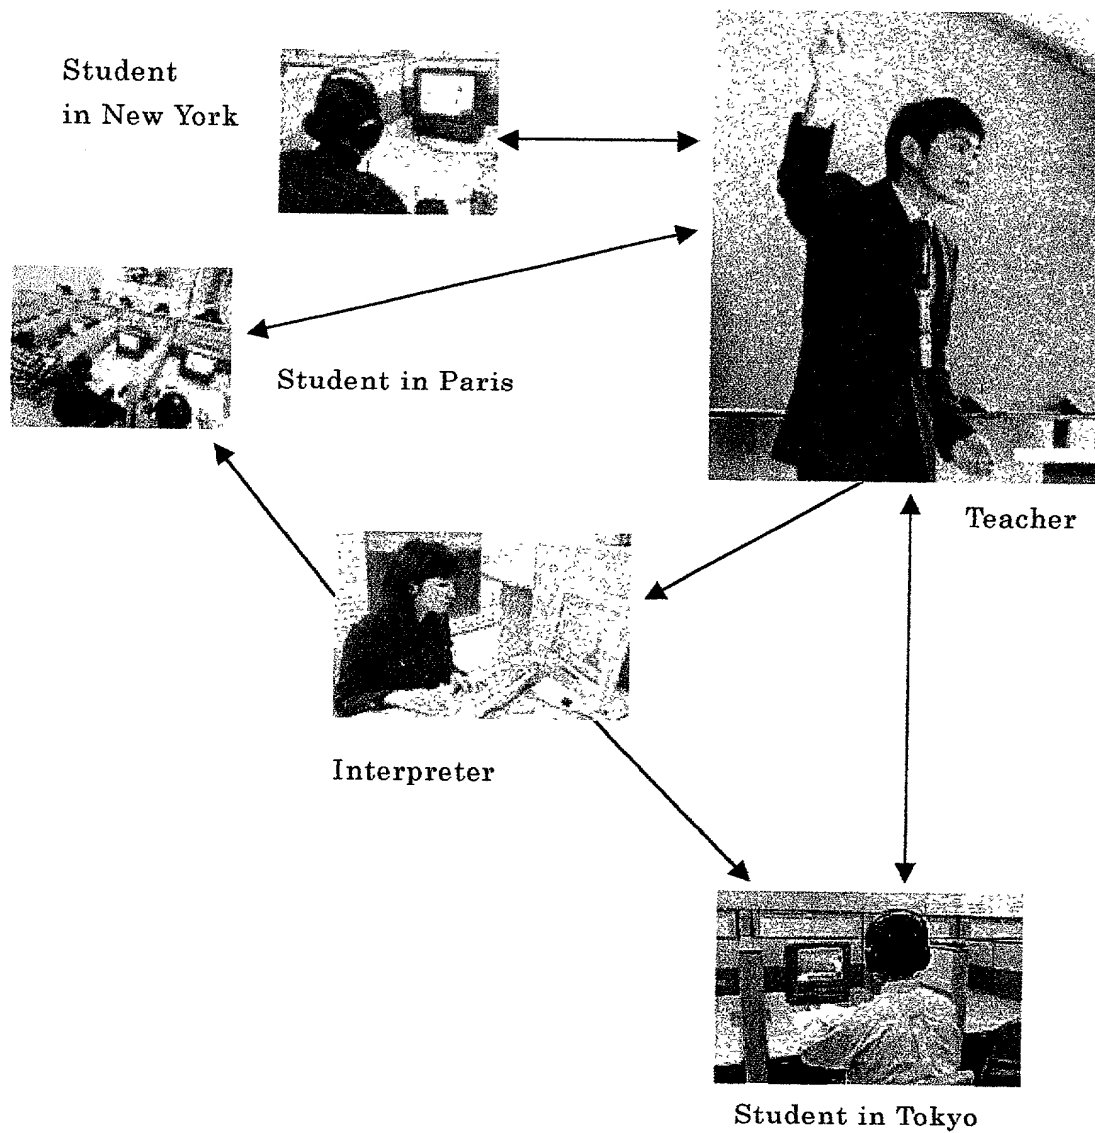 Student
in New York
Student in Paris
Teacher
Interpreter
Student in Tokyo